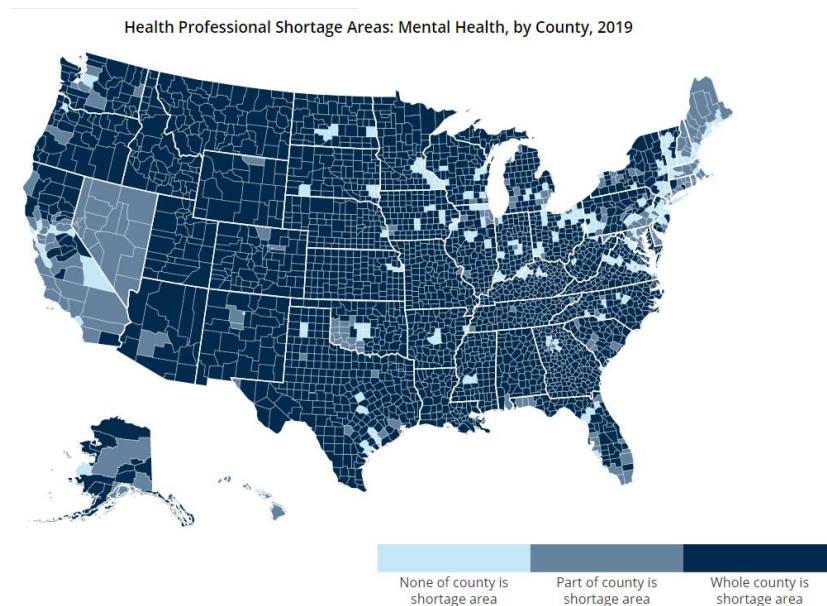 Health Professional Shortage Areas: Mental Health, by County, 2019
None of county is
shortage area
Part of county is
shortage area
Whole county is
shortage area